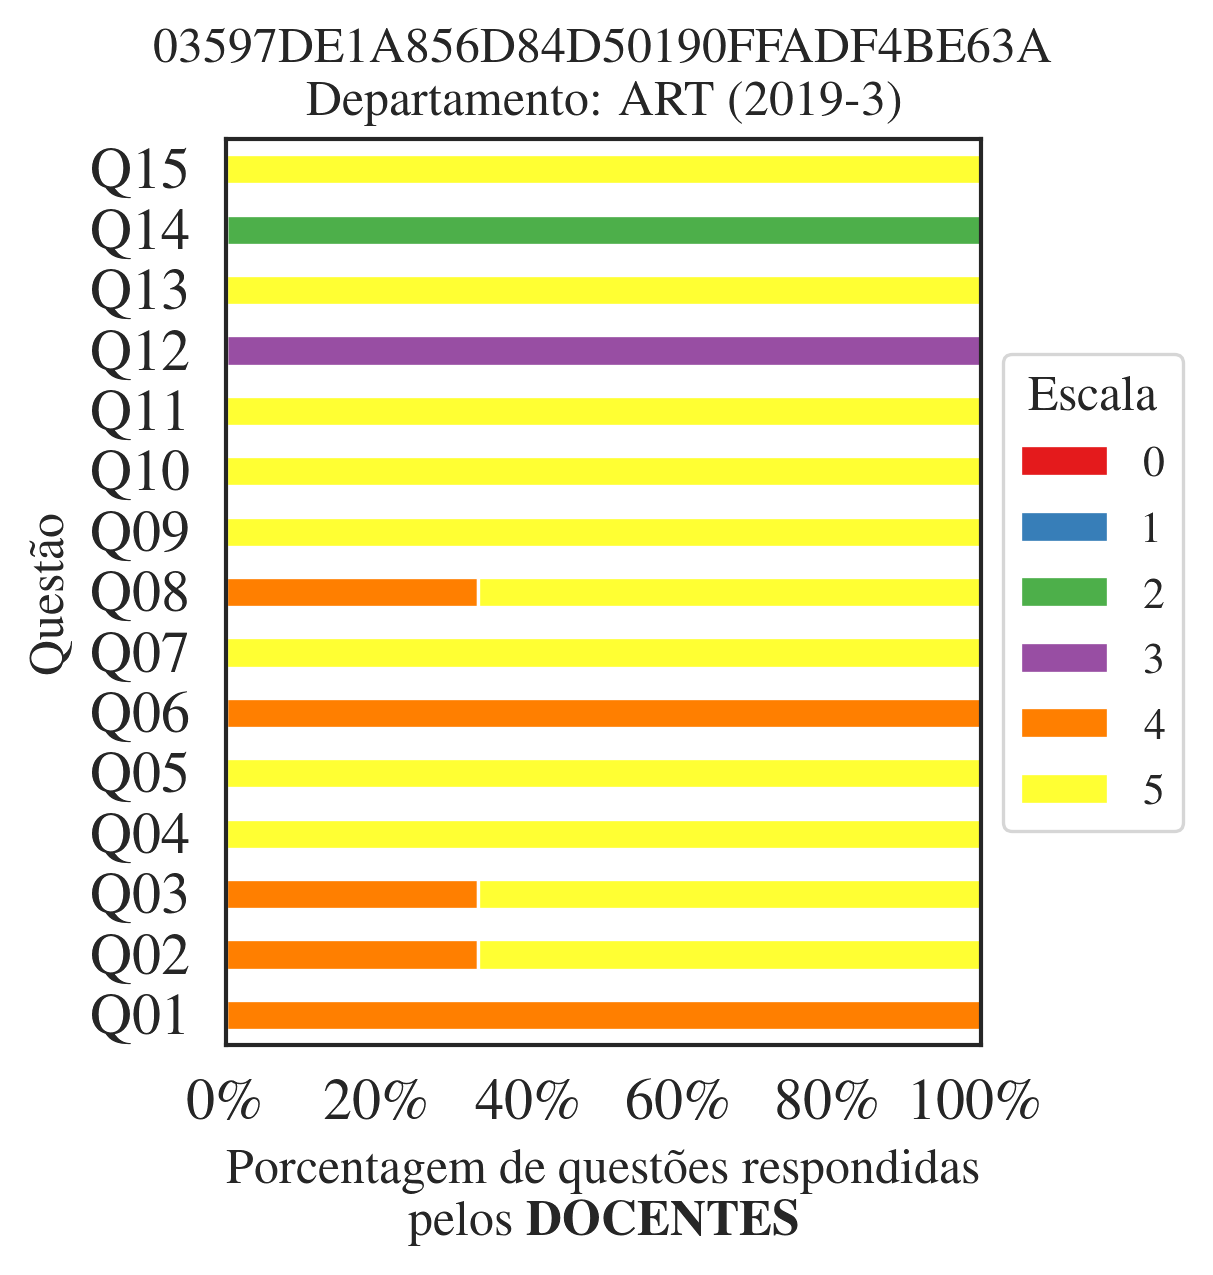 03597DE1A856D84D50190FFADF4BE63A
Departamento: ART (2019-3)
Q15
Q14
Q13
Q12
Q11
Q10
Q09
Q08
Q07
Q06
Q05
Q04
Q03
Q02
Q01
Questão
0% 20% 40% 60% 80% 100%
Porcentagem de questões respondidas
pelos DOCENTES
Escala
0
1
2
3
4
5